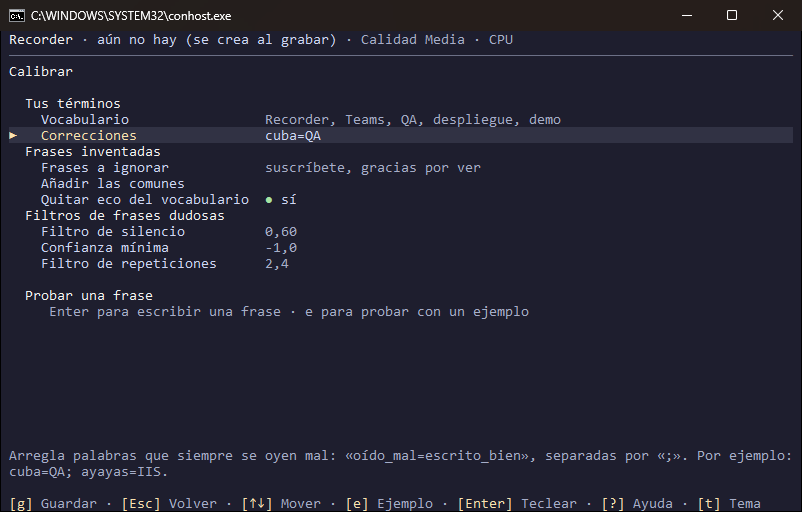 C:\WINDOWS\SYSTEM32\conhost.exe
Recorder · aún no hay (se crea al grabar) · Calidad Media · CPU
Calibrar
Tus términos
Vocabulario Recorder, Teams, QA, despliegue, demo
► Correcciones cuba=QA
Frases inventadas
Frases a ignorar suscríbete, gracias por ver
Añadir las comunes
Quitar eco del vocabulario ● sí
Filtros de frases dudosas
Filtro de silencio 0,60
Confianza mínima -1,0
Filtro de repeticiones 2,4
Probar una frase
Enter para escribir una frase · e para probar con un ejemplo
Arregla palabras que siempre se oyen mal: «oído_mal=escrito_bien», separadas por «;». Por ejemplo:
cuba=QA; ayayas=IIS.
[g] Guardar · [Esc] Volver · [↑↓] Mover · [e] Ejemplo · [Enter] Teclear · [?] Ayuda · [t] Tema